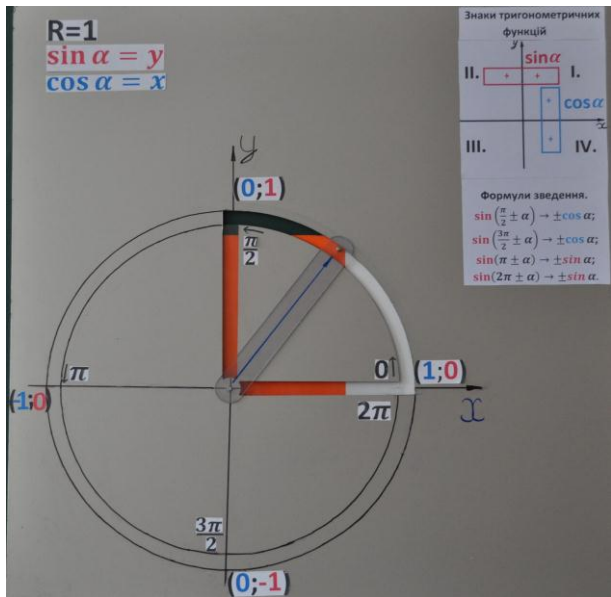 R=1
sin α = y
cos α = x
Знаки тригонометричних
функцій
y
sinα
II.
I.
+ +
+
cosα
x
III.
+
IV.
Формули зведення.
sin (π/2 ± α) → ±cos α;
sin (3π/2 ± α) → ±cos α;
sin(π ± α) → ±sin α;
sin(2π ± α) → ±sin α.
y
(0;1)
←
π/2
↓π
0↑
(1;0)
(-1;0)
2π
x
3π/2
(0;-1)